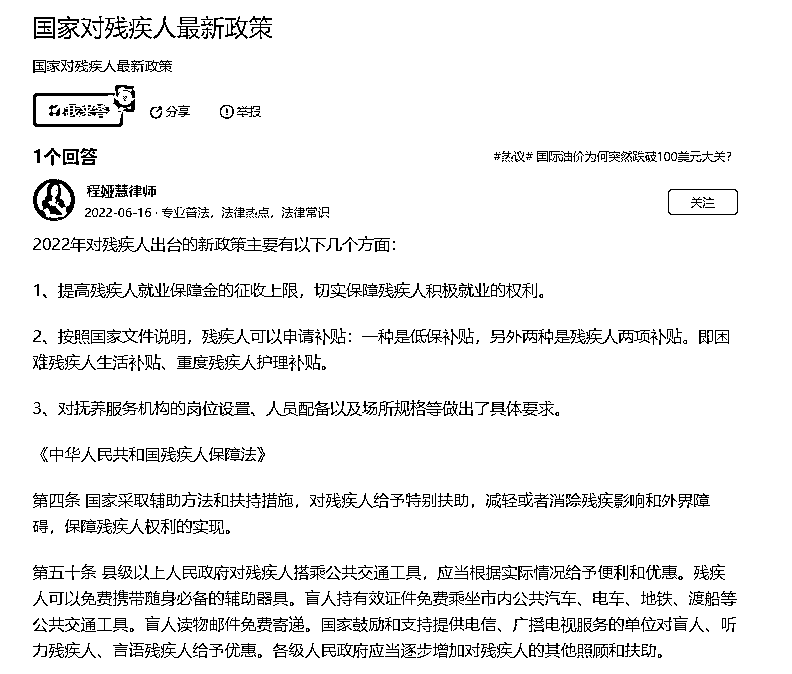 国家对残疾人最新政策
国家对残疾人最新政策
我来答
分享
举报
1个回答
#热议# 国际油价为何突然跌破100美元大关?
程娅慧律师
2022-06-16 · 专业普法，法律热点，法律常识
关注
2022年对残疾人出台的新政策主要有以下几个方面：
1、提高残疾人就业保障金的征收上限，切实保障残疾人积极就业的权利。
2、按照国家文件说明，残疾人可以申请补贴：一种是低保补贴，另外两种是残疾人两项补贴。即困
难残疾人生活补贴、重度残疾人护理补贴。
3、对抚养服务机构的岗位设置、人员配备以及场所规格等做出了具体要求。
《中华人民共和国残疾人保障法》
第四条 国家采取辅助方法和扶持措施，对残疾人给予特别扶助，减轻或者消除残疾影响和外界障
碍，保障残疾人权利的实现。
第五十条 县级以上人民政府对残疾人搭乘公共交通工具，应当根据实际情况给予便利和优惠。残疾
人可以免费携带随身必备的辅助器具。盲人持有效证件免费乘坐市内公共汽车、电车、地铁、渡船等
公共交通工具。盲人读物邮件免费寄递。国家鼓励和支持提供电信、广播电视服务的单位对盲人、听
力残疾人、言语残疾人给予优惠。各级人民政府应当逐步增加对残疾人的其他照顾和扶助。